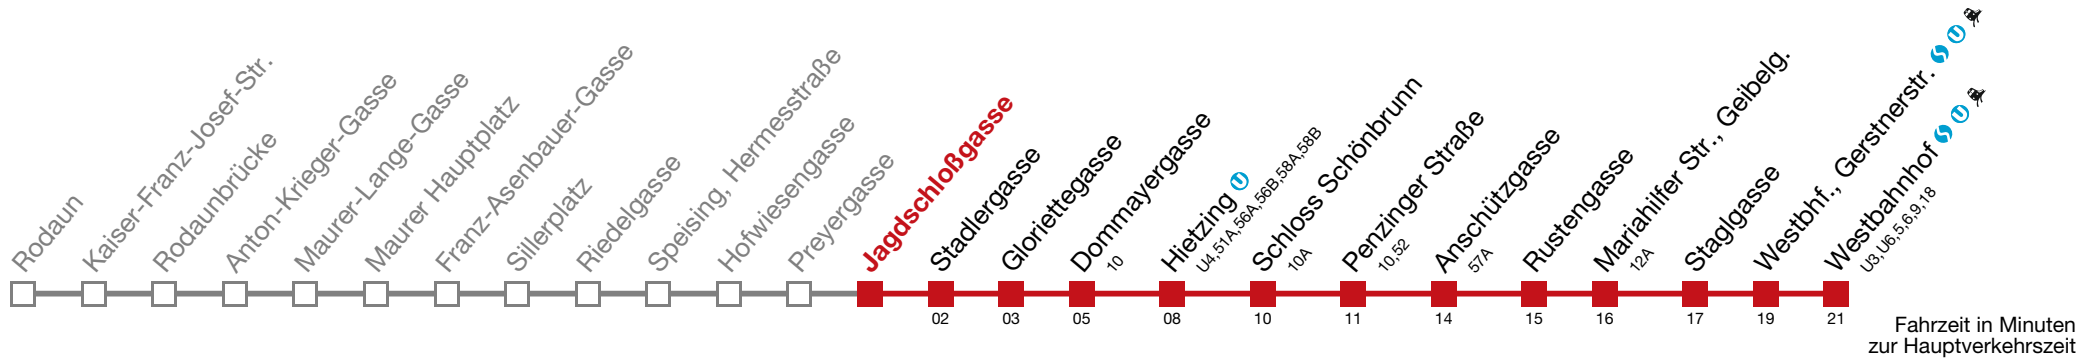 Rodaun
Kaiser-Franz-Josef-Str.
Rodaunbrücke
Anton-Krieger-Gasse
Maurer-Lange-Gasse
Maurer Hauptplatz
Franz-Asenbauer-Gasse
Sillerplatz
Riedelgasse
Speising, Hermesstraße
Hofwiesengasse
Preyergasse
Jagdschloßgasse
Stadlergasse
Gloriettegasse
Dommayergasse
10
Hietzing U
U4,51A,56A,56B,58A,58B
Schloss Schönbrunn
10A
Penzinger Straße
10,52
Anschützgasse
57A
Rustengasse
Mariahilfer Str., Geibelg.
12A
Staglgasse
Westbhf., Gerstnerstr. S U
Westbahnhof S U
U3,U6,5,6,9,18
02 03 05 08 10 11 14 15 16 17 19 21
Fahrzeit in Minuten
zur Hauptverkehrszeit